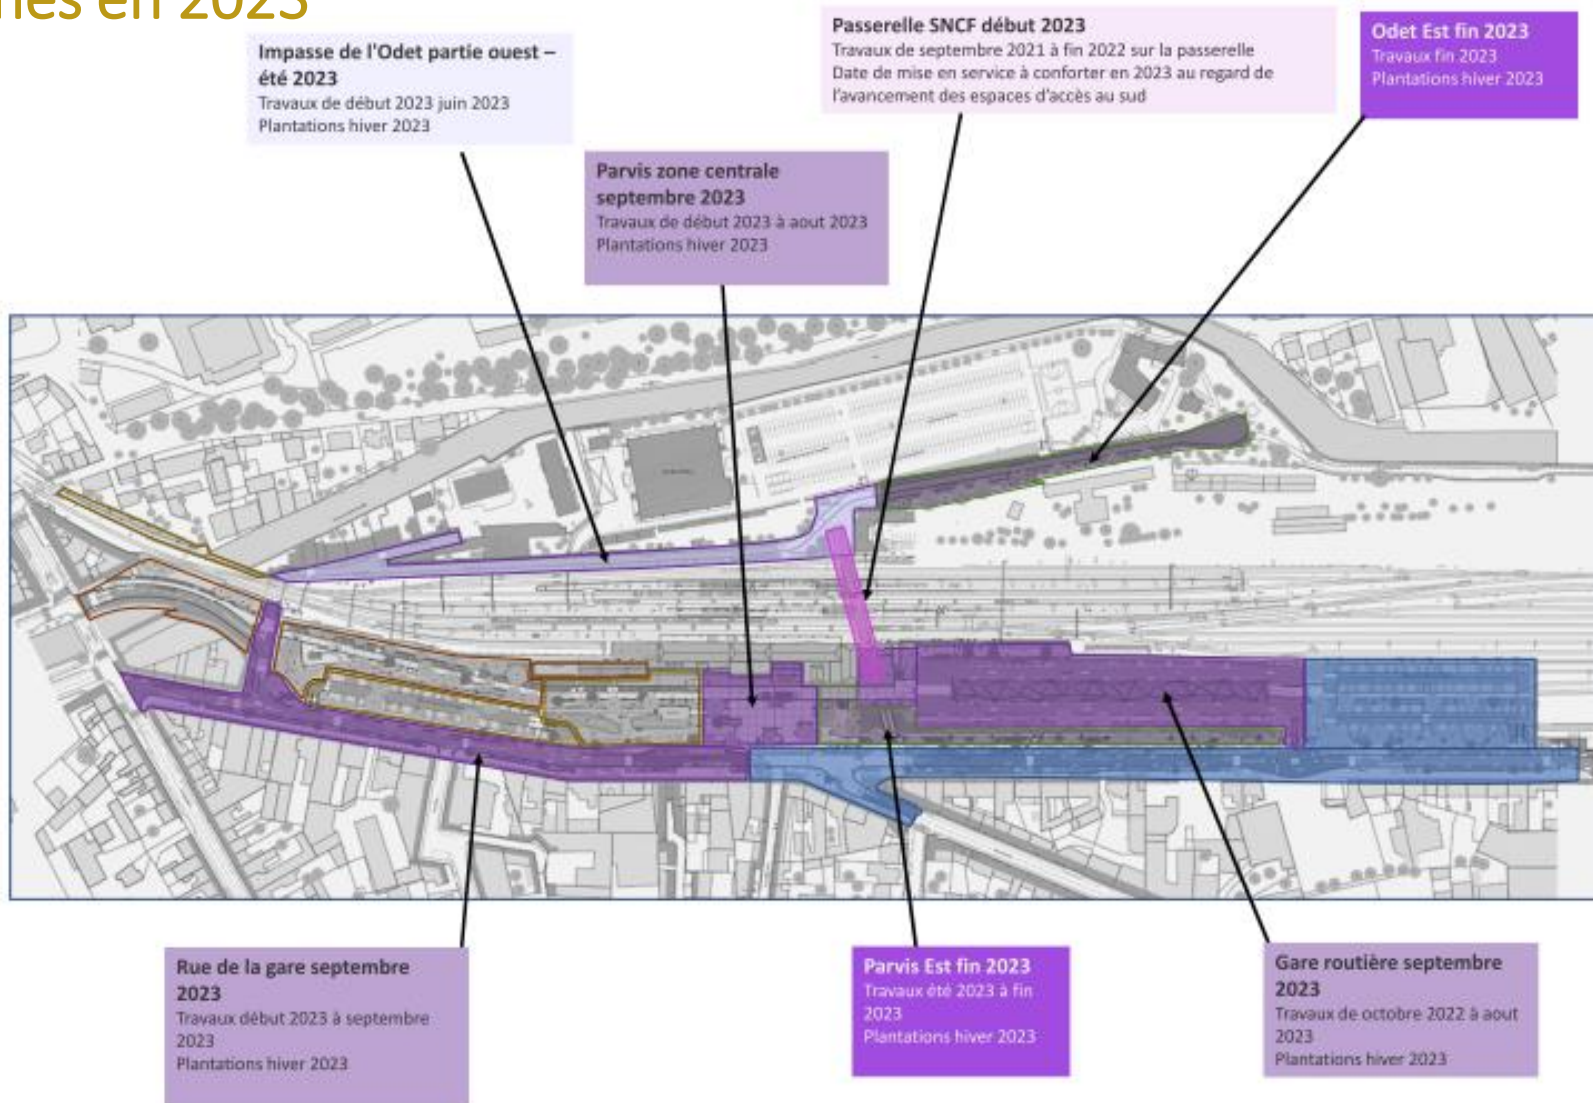 en 2023
Impasse de l'Odet partie ouest –
été 2023
Travaux de début 2023 juin 2023
Plantations hiver 2023
Passerelle SNCF début 2023
Travaux de septembre 2021 à fin 2022 sur la passerelle
Date de mise en service à conforter en 2023 au regard de
l'avancement des espaces d'accès au sud
Odet Est fin 2023
Travaux fin 2023
Plantations hiver 2023
Parvis zone centrale
septembre 2023
Travaux de début 2023 à aout 2023
Plantations hiver 2023
Rue de la gare septembre
2023
Travaux début 2023 à septembre
2023
Plantations hiver 2023
Parvis Est fin 2023
Travaux été 2023 à fin
2023
Plantations hiver 2023
Gare routière septembre
2023
Travaux de octobre 2022 à aout
2023
Plantations hiver 2023